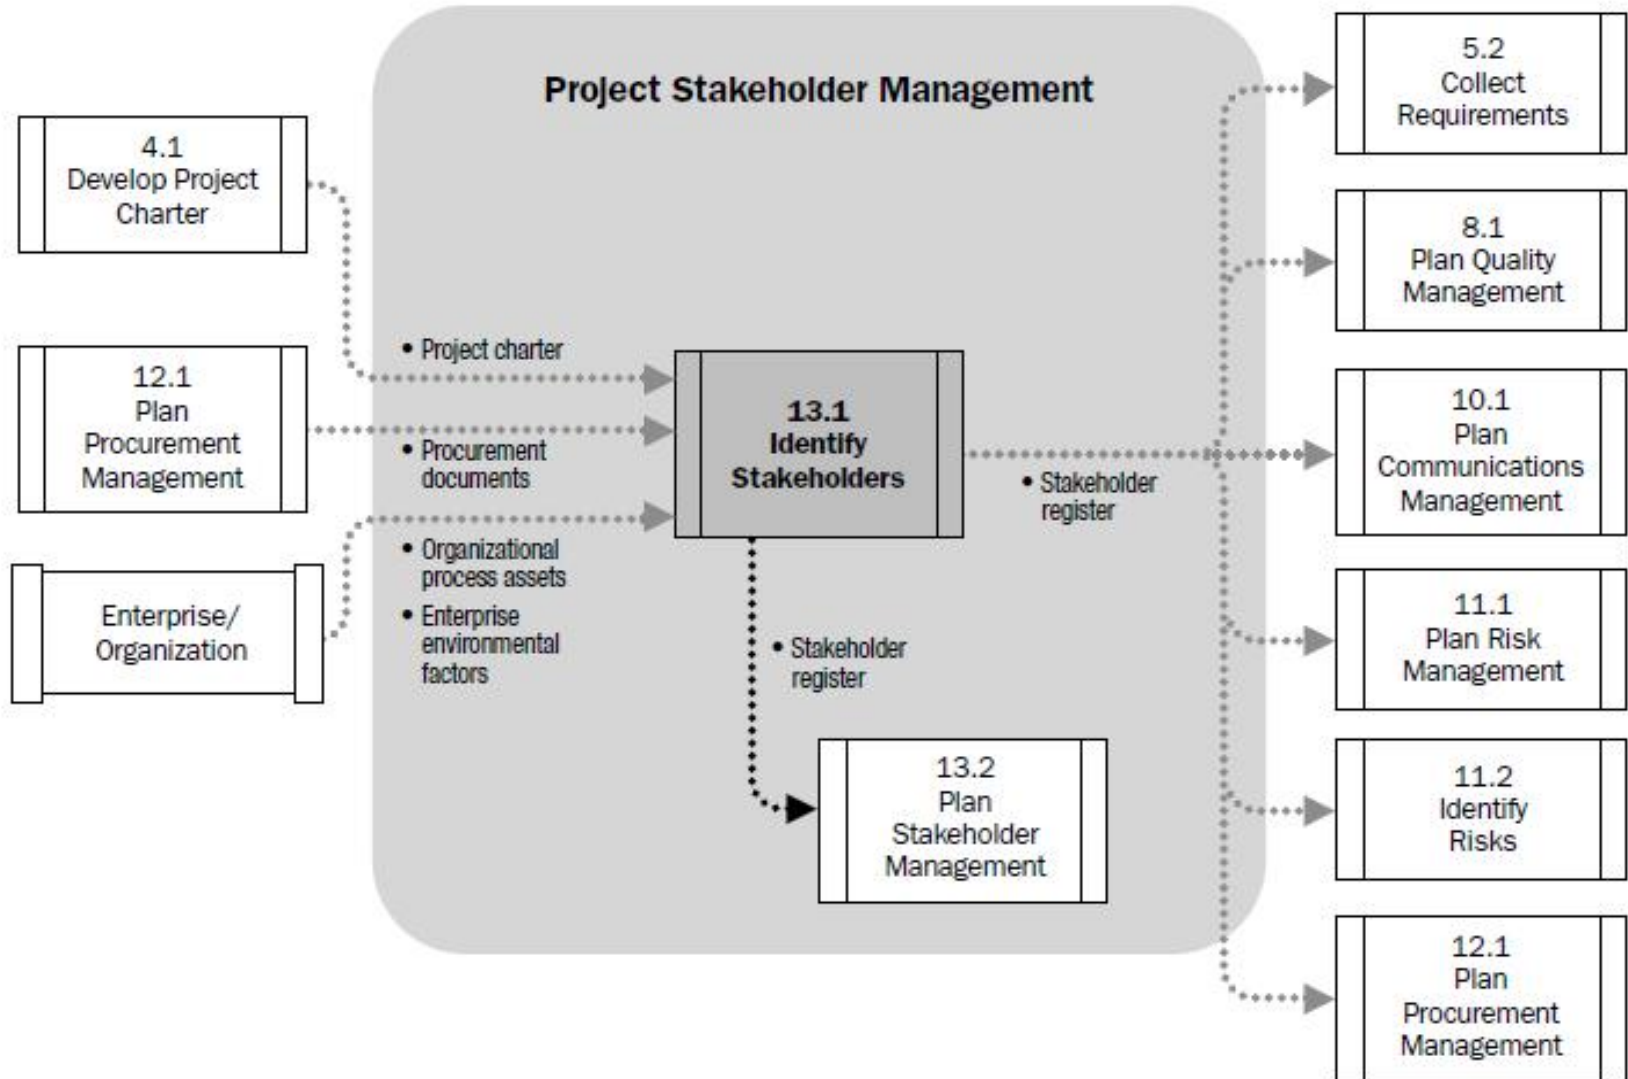 Project Stakeholder Management
4.1
Develop Project
Charter
12.1
Plan
Procurement
Management
Enterprise/
Organization
• Project charter
• Procurement
documents
• Organizational
process assets
• Enterprise
environmental
factors
13.1
Identify
Stakeholders
• Stakeholder
register
• Stakeholder
register
13.2
Plan
Stakeholder
Management
5.2
Collect
Requirements
8.1
Plan Quality
Management
10.1
Plan
Communications
Management
11.1
Plan Risk
Management
11.2
Identify
Risks
12.1
Plan
Procurement
Management